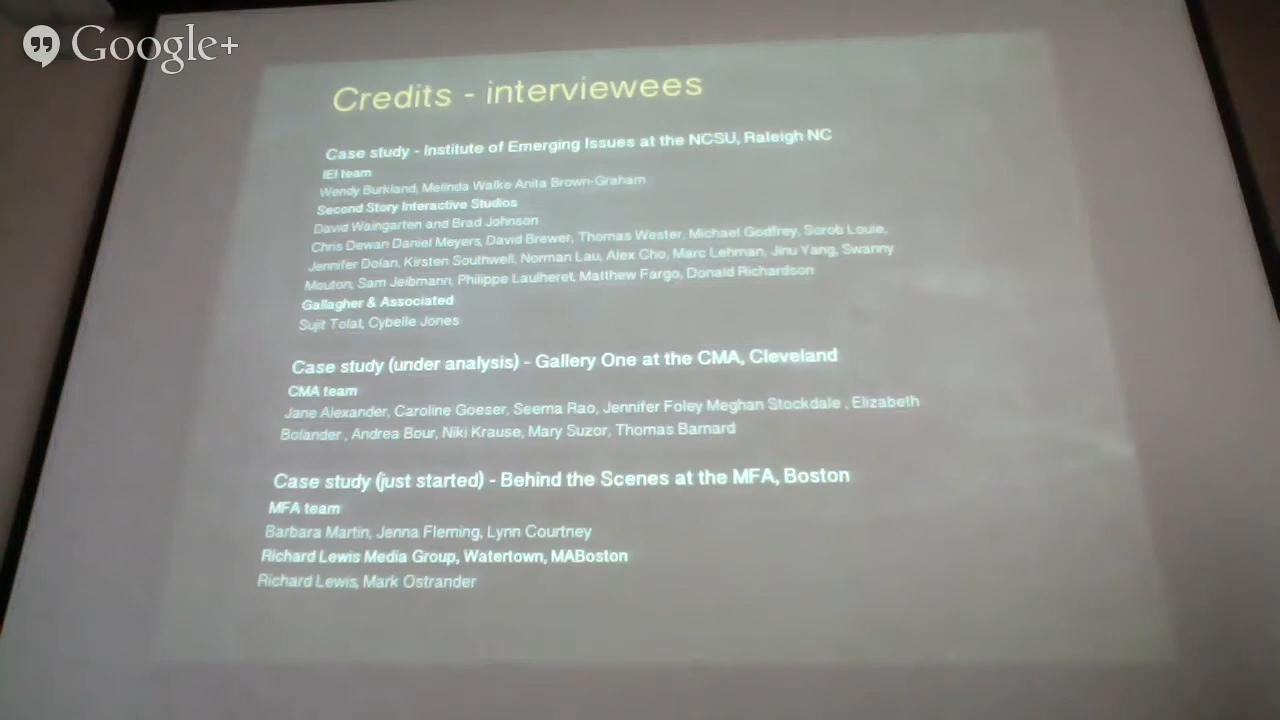 Google+
Credits - interviewees
Case study - Institute of Emerging Issues at the NCSU, Raleigh NC
IEI team
Wendy Burkland, Melinda Walke Anita Brown-Graham
Second Story Interactive Studios
David Waingarten and Brad Johnson
Chris Dewan Daniel Meyers, David Brewer, Thomas Wester, Michael Godfrey, Sorob Louie,
Jennifer Dolan, Kirsten Southwell, Norman Lau, Alex Cho, Marc Lehman, Jinu Yang, Swanny
Mouton, Sam Jeibmann, Philippe Laulheret, Matthew Fargo, Donald Richardson
Gallagher & Associated
Sujit Tolat, Cybelle Jones
Case study (under analysis) - Gallery One at the CMA, Cleveland
CMA team
Jane Alexander, Caroline Goeser, Seema Rao, Jennifer Foley Meghan Stockdale , Elizabeth
Bolander , Andrea Bour, Niki Krause, Mary Suzor, Thomas Barnard
Case study (just started) - Behind the Scenes at the MFA, Boston
MFA team
Barbara Martin, Jenna Fleming, Lynn Courtney
Richard Lewis Media Group, Watertown, MABoston
Richard Lewis, Mark Ostrander